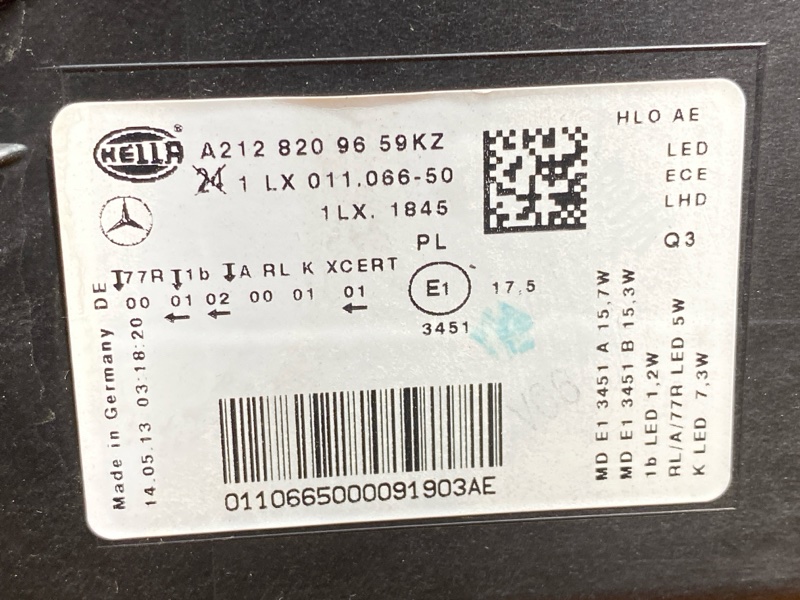 HELLA ®
A212 820 96 59KZ
1 LX 011.066-50
1LX. 1845
PL
HLO AE
LED
ECE
LHD
Q3
77R 1b A RL K XCERT
00 01 02 00 01 01
E1
17.5
3451
Made in Germany DE
14.05.13 03:18:20
MD E1 3451 A 15,7W
MD E1 3451 B 15,3W
1b LED 1,2W
RL/A/77R LED 5W
K LED 7,3W
0110665000091903AE